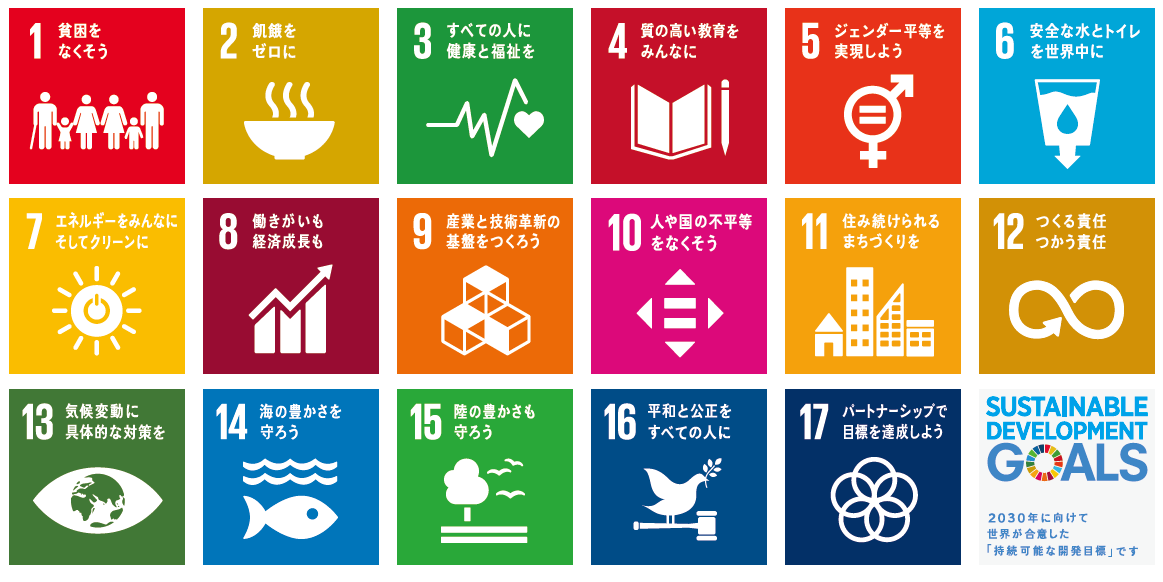 1 貧困を
なくそう
2 飢餓を
ゼロに
3 すべての人に
健康と福祉を
4 質の高い教育を
みんなに
5 ジェンダー平等を
実現しよう
6 安全な水とトイレ
を世界中に
7 エネルギーをみんなに
そしてクリーンに
8 働きがいも
経済成長も
9 産業と技術革新の
基盤をつくろう
10 人や国の不平等
をなくそう
11 住み続けられる
まちづくりを
12 つくる責任
つかう責任
13 気候変動に
具体的な対策を
14 海の豊かさを
守ろう
15 陸の豊かさも
守ろう
16 平和と公正を
すべての人に
17 パートナーシップで
目標を達成しよう
SUSTAINABLE
DEVELOPMENT
GOALS
2030年に向けて
世界が合意した
「持続可能な開発目標」です